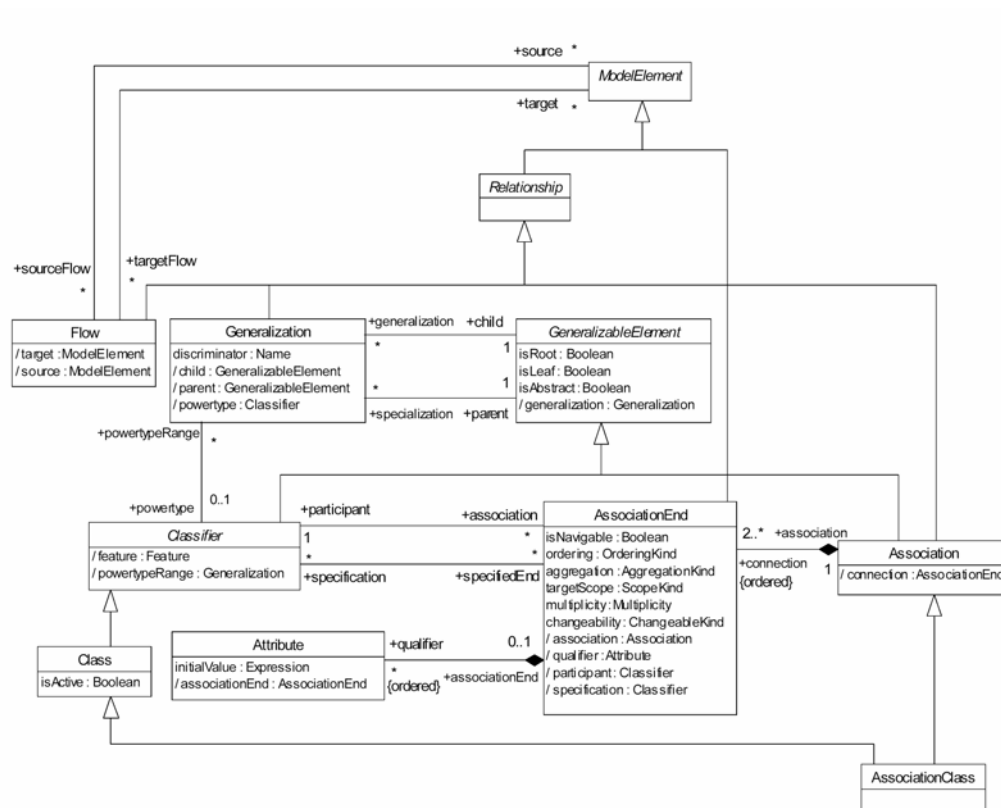 +source *
ModelElement
+target *
Relationship
+sourceFlow
*
+targetFlow
*
Flow
/ target : ModelElement
/ source : ModelElement
Generalization
discriminator : Name
/ child : GeneralizableElement
/ parent : GeneralizableElement
/ powertype : Classifier
+generalization
*
+child
1
*
+specialization
1
+parent
GeneralizableElement
isRoot : Boolean
isLeaf : Boolean
isAbstract : Boolean
/ generalization : Generalization
+powertypeRange
*
+powertype
0..1
Classifier
/ feature : Feature
/ powertypeRange : Generalization
+participant
1
+association
*
*
+specification
*
+specifiedEnd
AssociationEnd
isNavigable : Boolean
ordering : OrderingKind
aggregation : AggregationKind
targetScope : ScopeKind
multiplicity : Multiplicity
changeability : ChangeableKind
/ association : Association
/ qualifier : Attribute
/ participant : Classifier
/ specification : Classifier
2..*
+association
+connection
{ordered}
1
Association
/ connection : AssociationEnd
Class
isActive : Boolean
Attribute
initialValue : Expression
/ associationEnd : AssociationEnd
+qualifier
*
{ordered}
0..1
+associationEnd
AssociationClass